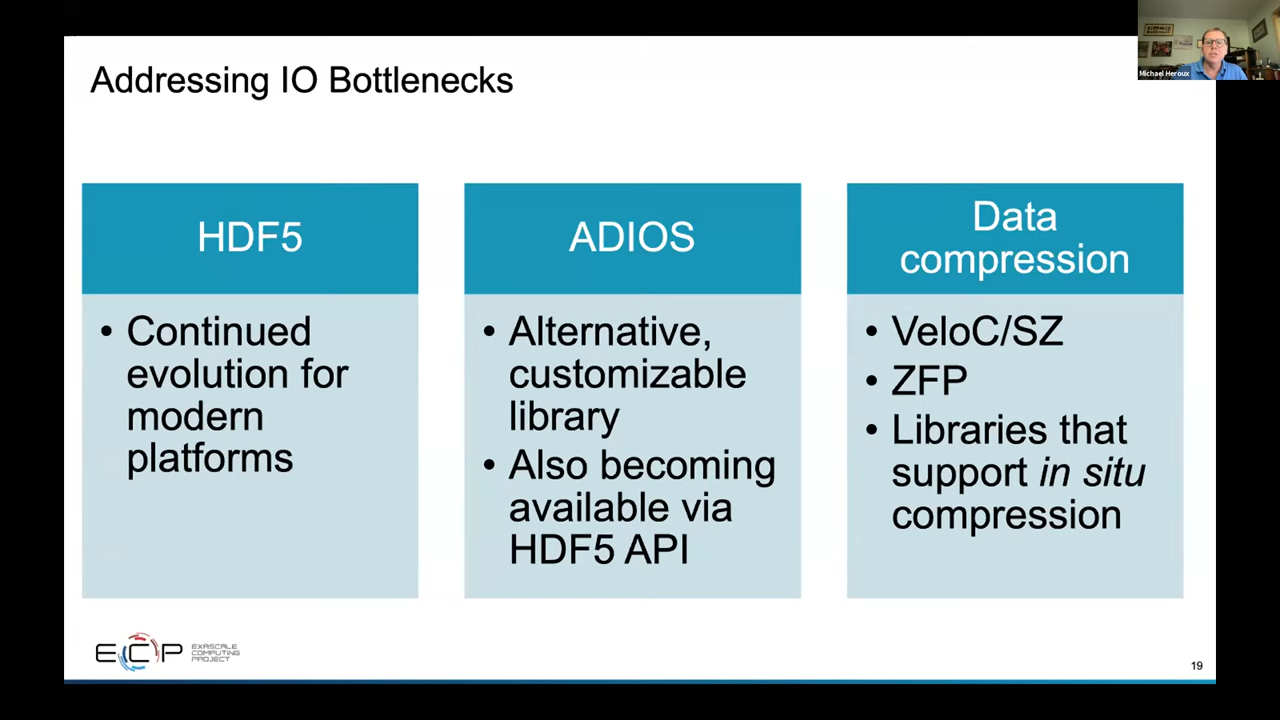 Addressing IO Bottlenecks
Michael Heroux
HDF5
• Continued
evolution for
modern
platforms
ADIOS
• Alternative,
customizable
library
• Also becoming
available via
HDF5 API
Data
compression
• VeloC/SZ
• ZFP
• Libraries that
support in situ
compression
ECP
EXASCALE
COMPUTING
PROJECT
19